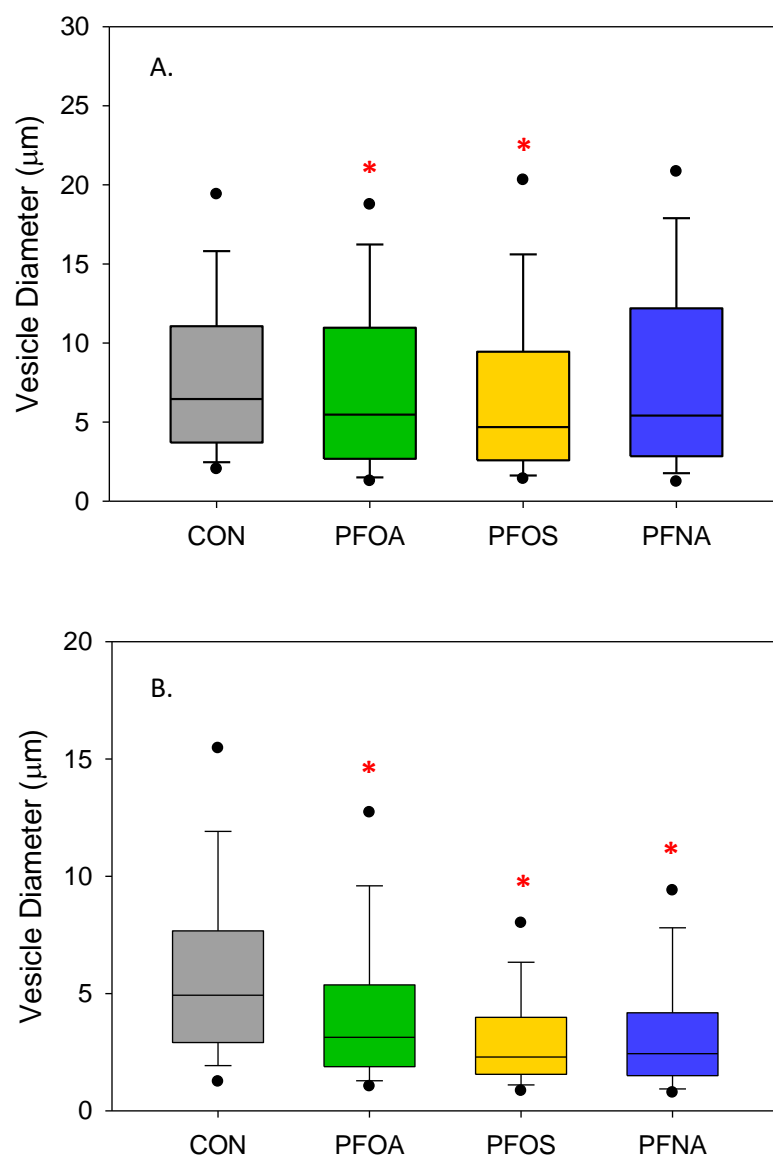 A.
Vesicle Diameter (μm)
30
25
20
15
10
5
0
*
*
CON PFOA PFOS PFNA
B.
Vesicle Diameter (μm)
20
15
10
5
0
*
*
*
CON PFOA PFOS PFNA